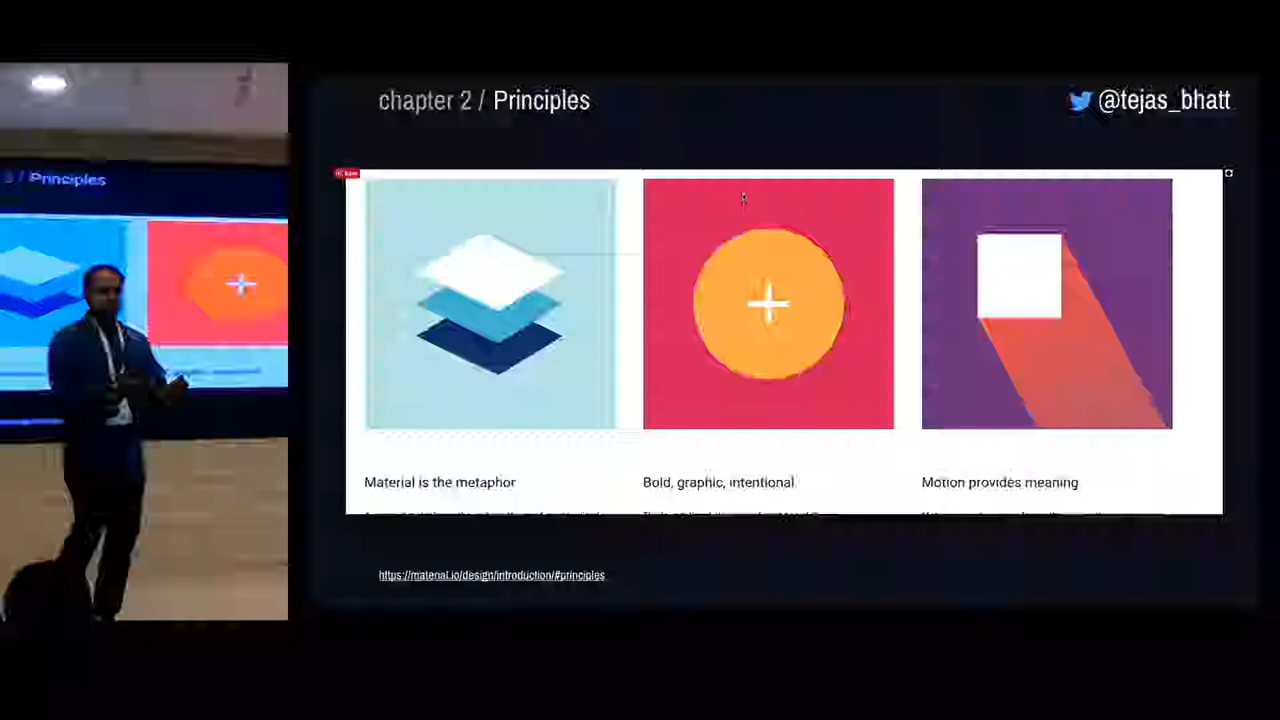 chapter 2 / Principles
@tejas_bhatt
/ Principles
Save
Material is the metaphor
Bold, graphic, intentional
Motion provides meaning
https://material.io/design/introduction/#principles